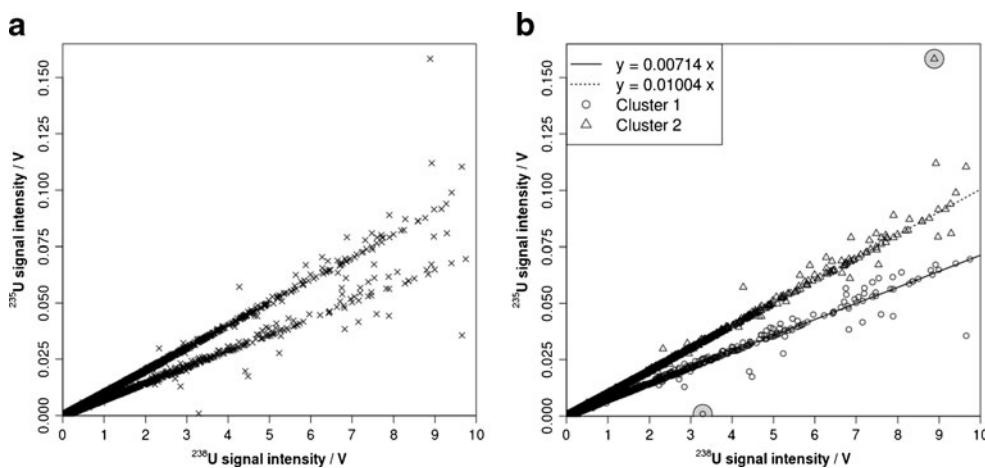 a
b
0.150
0.125
0.100
0.075
0.050
0.025
0.000
²³⁵U signal intensity / V
0 1 2 3 4 5 6 7 8 9 10
²³⁸U signal intensity / V
y = 0.00714 x
y = 0.01004 x
Cluster 1
Cluster 2
0.150
0.125
0.100
0.075
0.050
0.025
0.000
²³⁵U signal intensity / V
0 1 2 3 4 5 6 7 8 9 10
²³⁸U signal intensity / V